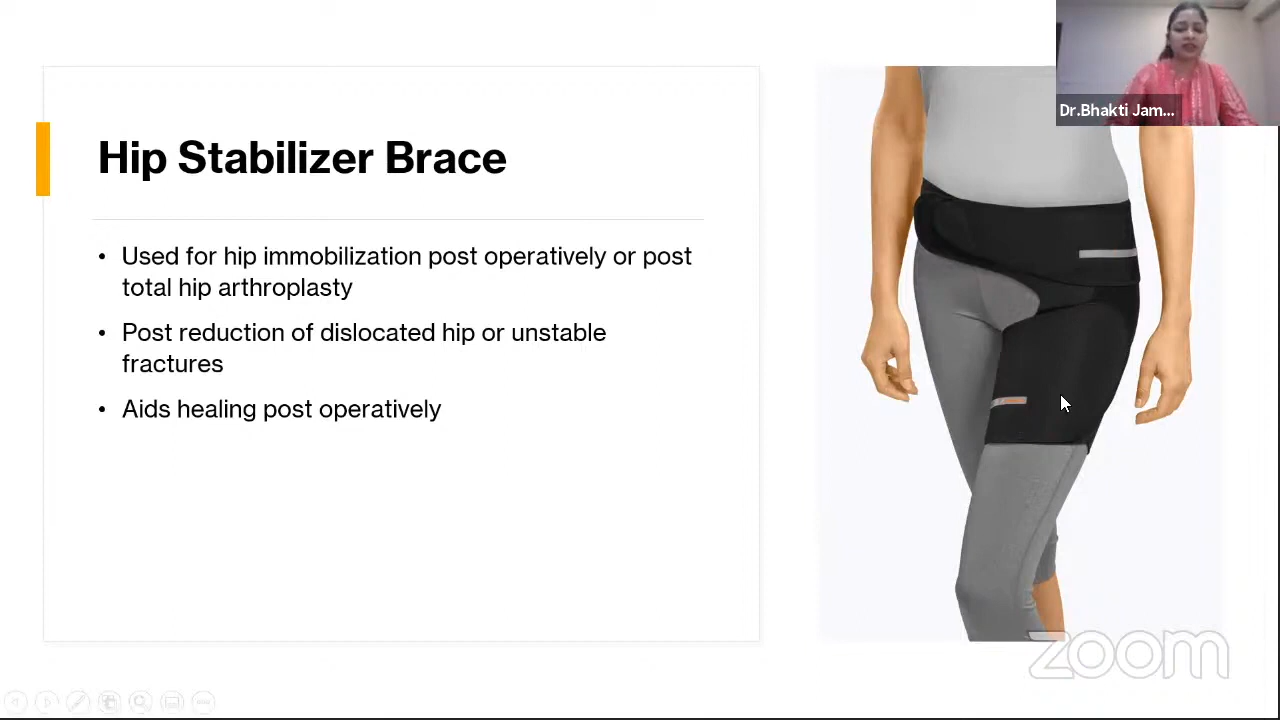 Dr.Bhakti Jam...
Hip Stabilizer Brace
• Used for hip immobilization post operatively or post
total hip arthroplasty
• Post reduction of dislocated hip or unstable
fractures
• Aids healing post operatively
zoom